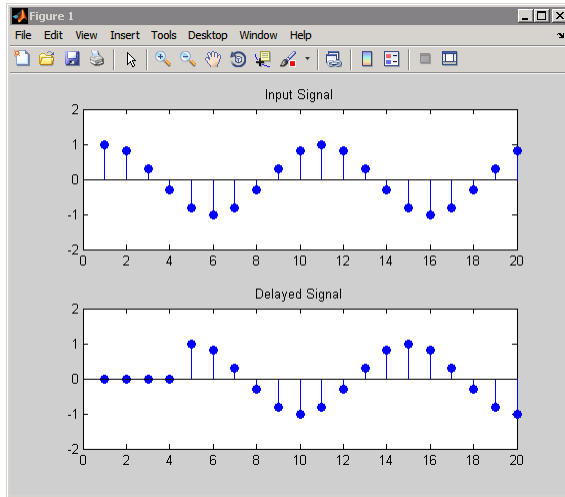 Figure 1
File Edit View Insert Tools Desktop Window Help
Input Signal
2
1
0
-1
-2
0 2 4 6 8 10 12 14 16 18 20
Delayed Signal
2
1
0
-1
-2
0 2 4 6 8 10 12 14 16 18 20